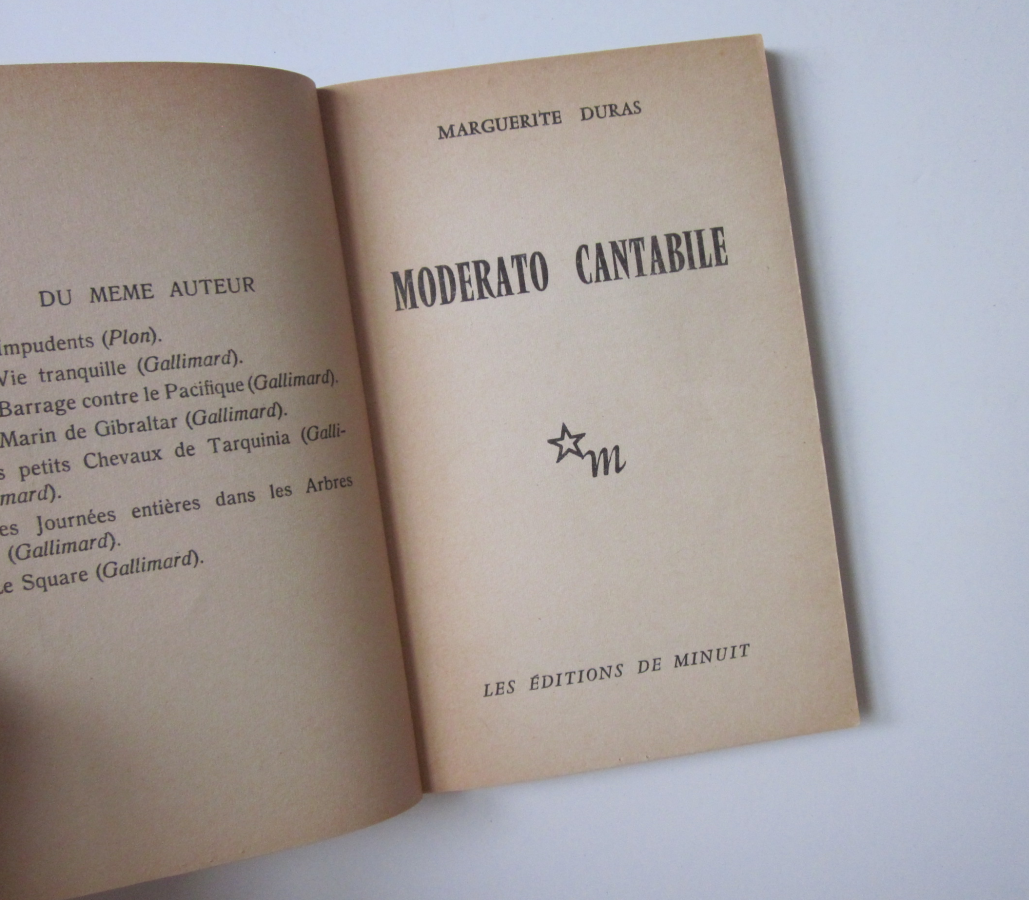 DU MEME AUTEUR
Impudents (Plon).
Vie tranquille (Gallimard).
Barrage contre le Pacifique (Gallimard).
Marin de Gibraltar (Gallimard).
s petits Chevaux de Tarquinia (Galli-
mard).
es Journées entières dans les Arbres
(Gallimard).
Le Square (Gallimard).
MARGUERITE DURAS
MODERATO CANTABILE
m
LES ÉDITIONS DE MINUIT